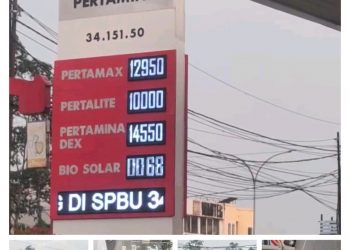 PERTAMINA
34.151.50
PERTAMAX 12950
PERTALITE 10000
PERTAMINA DEX 14550
BIO SOLAR 0068
G DI SPBU 34